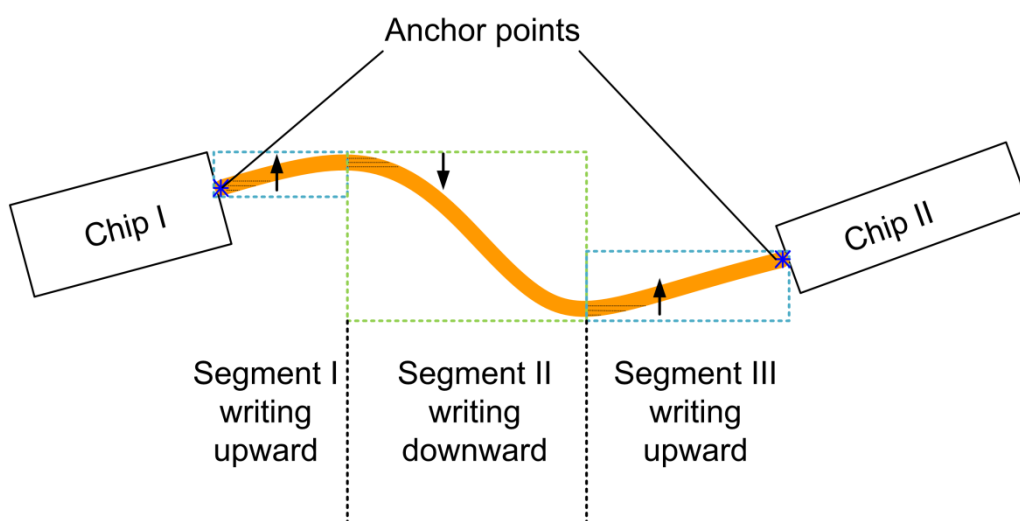 Anchor points
Chip I
Chip II
Segment I
writing
upward
Segment II
writing
downward
Segment III
writing
upward